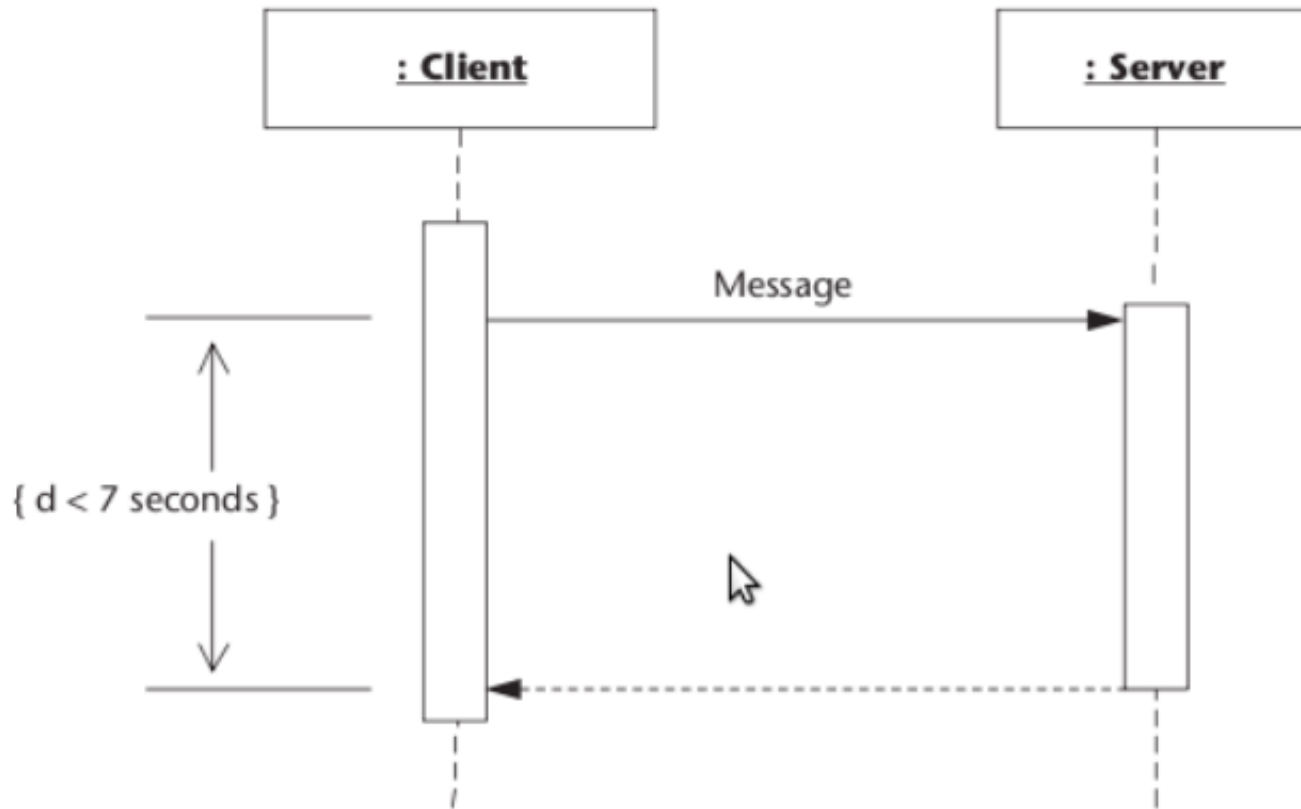 : Client
: Server
Message
{ d < 7 seconds }